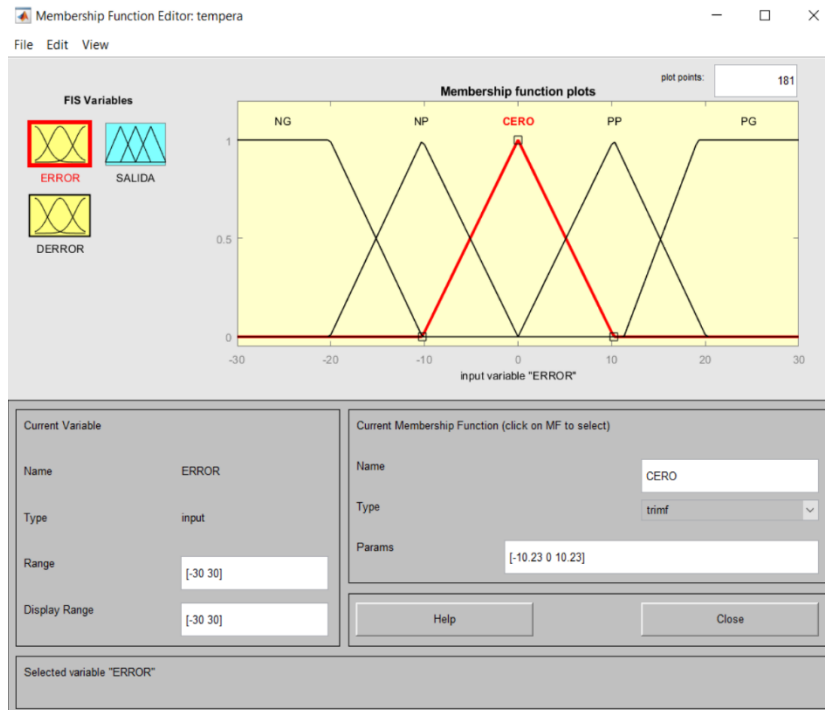 Membership Function Editor: tempera
File Edit View
FIS Variables
ERROR
SALIDA
DERROR
plot points:
181
Membership function plots
NG NP CERO PP PG
1
0.5
0
-30 -20 -10 0 10 20 30
input variable "ERROR"
Current Variable
Name ERROR
Type input
Range [-30 30]
Display Range [-30 30]
Current Membership Function (click on MF to select)
Name CERO
Type trimf
Params [-10.23 0 10.23]
Help Close
Selected variable "ERROR"